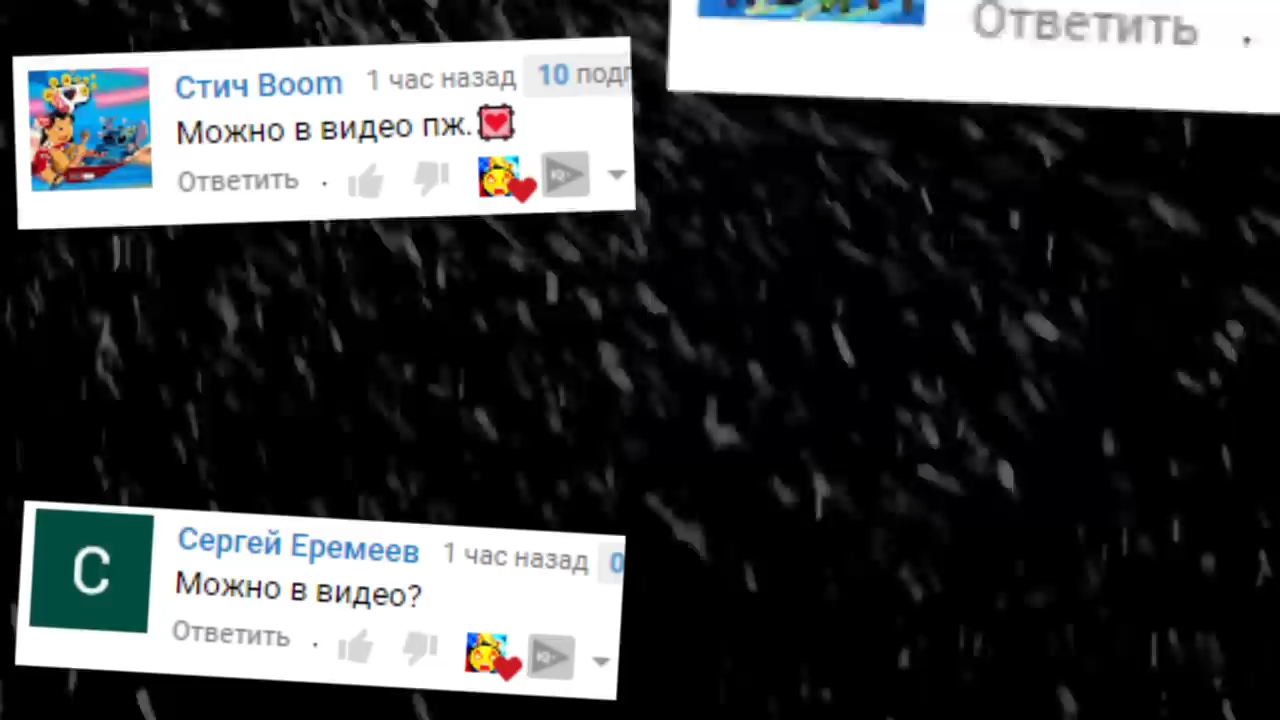 Ответить .
Стич Boom 1 час назад 10
Можно в видео пж.
Ответить .
С
Сергей Еремеев 1 час назад 0
Можно в видео?
Ответить .